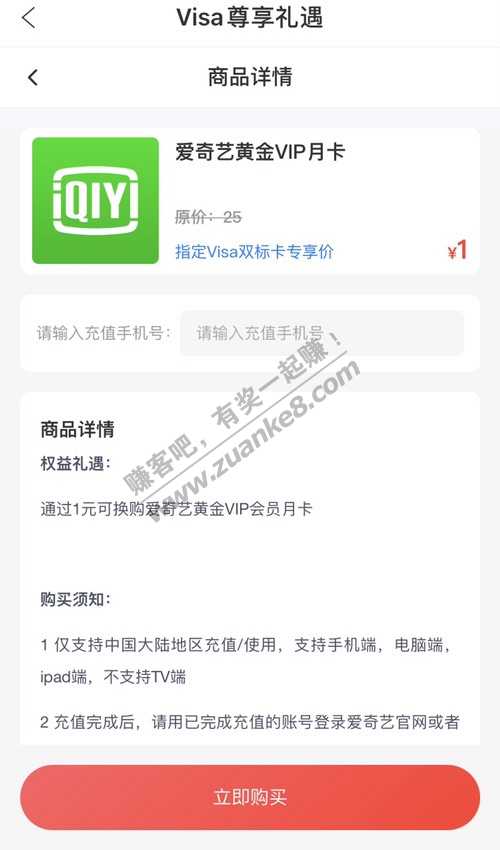 Visa尊享礼遇
商品详情
QIYI
爱奇艺黄金VIP月卡
原价：25
指定Visa双标卡专享价
¥1
请输入充值手机号：
请输入充值手机号
商品详情
权益礼遇：
赚客吧，有奖一起赚！
www.zuanke8.com
通过1元可换购爱奇艺黄金VIP会员月卡
购买须知：
1 仅支持中国大陆地区充值/使用，支持手机端，电脑端，
ipad端，不支持TV端
2 充值完成后，请用已完成充值的账号登录爱奇艺官网或者
立即购买